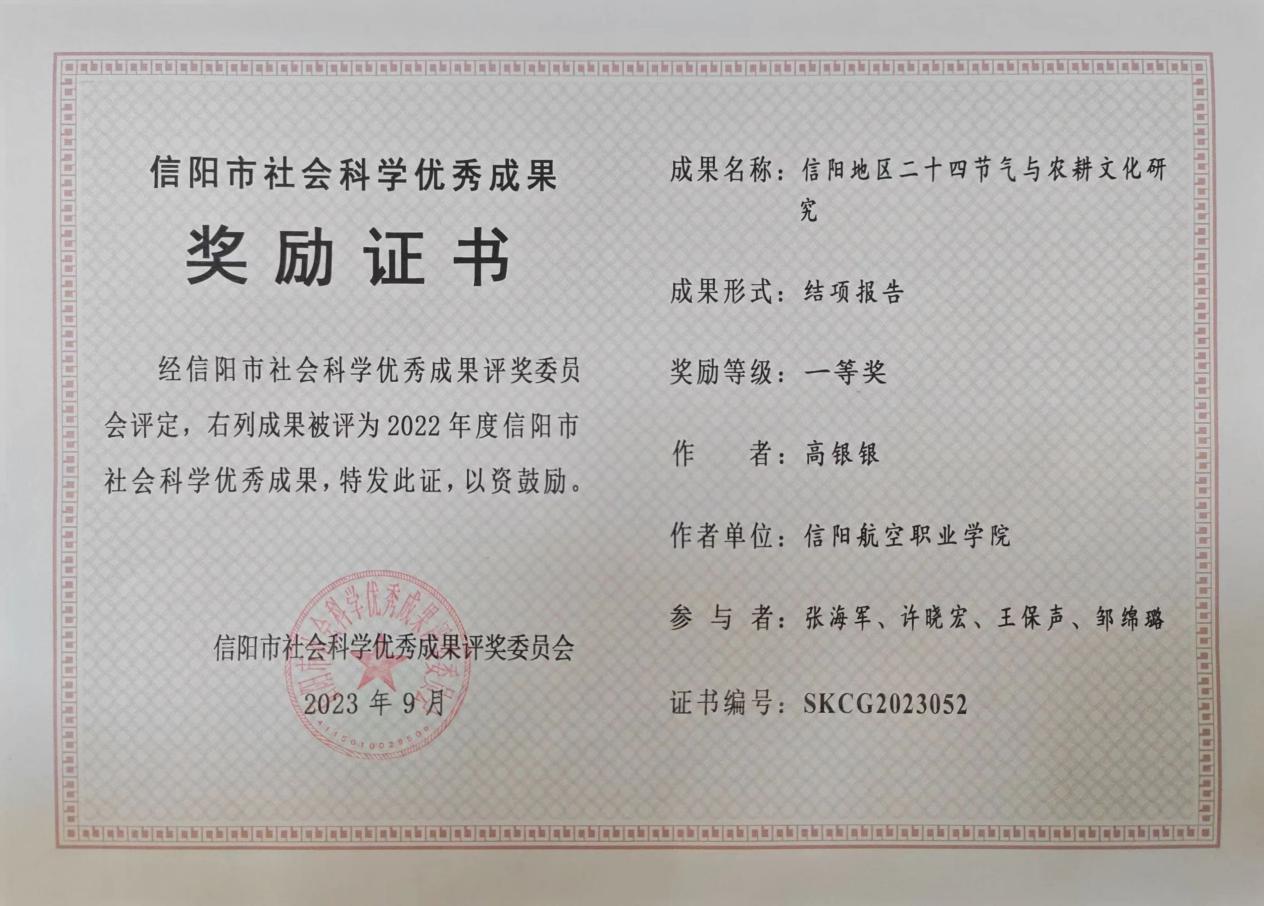 信阳市社会科学优秀成果
奖励证书
经信阳市社会科学优秀成果评奖委员
会评定，右列成果被评为2022年度信阳市
社会科学优秀成果，特发此证，以资鼓励。
信阳市社会科学优秀成果评奖委员会
2023年9月
成果名称：信阳地区二十四节气与农耕文化研
究
成果形式：结项报告
奖励等级：一等奖
作 者：高银银
作者单位：信阳航空职业学院
参与者：张海军、许晓宏、王保声、邹绵璐
证书编号：SKCG2023052